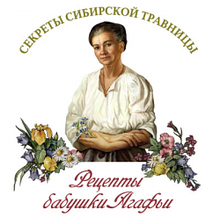 СЕКРЕТЫ СИБИРСКОЙ ТРАВНИЦЫ
Рецепты
бабушки Агафьи